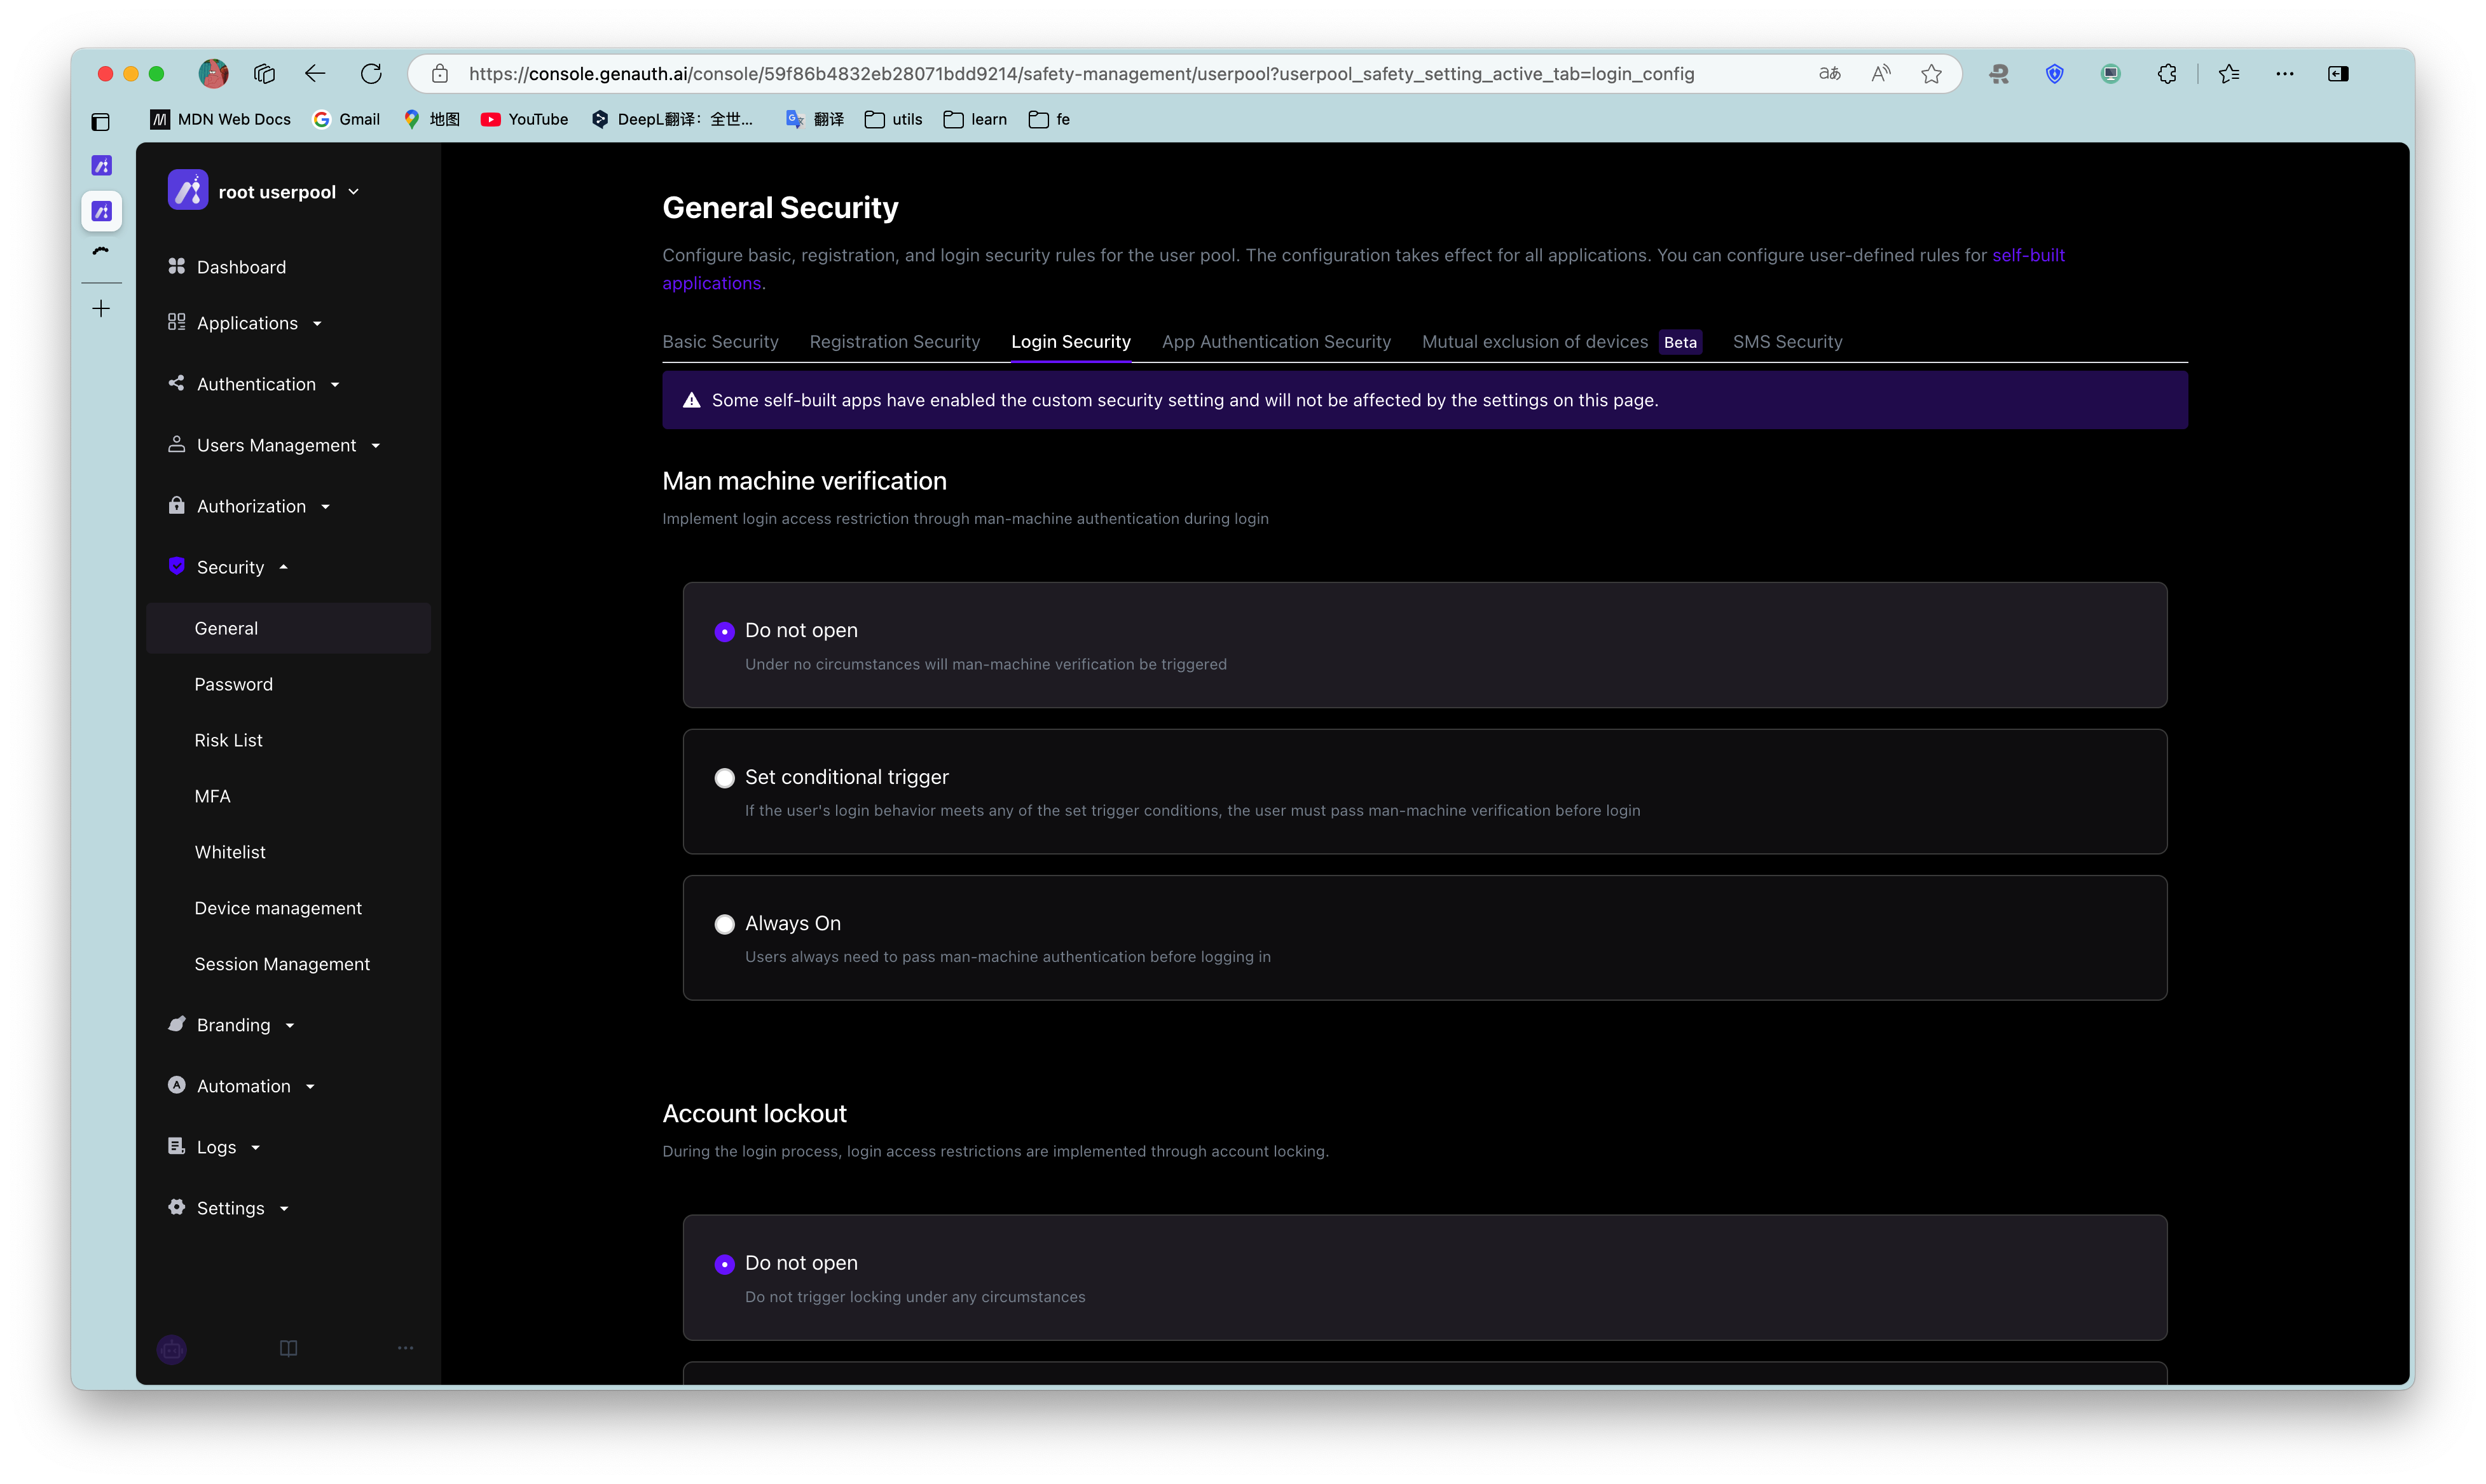 https://console.genauth.ai/console/59f86b4832eb28071bdd9214/safety-management/userpool?userpool_safety_setting_active_tab=login_config
MDN Web Docs
Gmail
地图
YouTube
DeepL翻译：全世...
翻译
utils
learn
fe
root userpool
Dashboard
Applications
Authentication
Users Management
Authorization
Security
General
Password
Risk List
MFA
Whitelist
Device management
Session Management
Branding
Automation
Logs
Settings
General Security
Configure basic, registration, and login security rules for the user pool. The configuration takes effect for all applications. You can configure user-defined rules for self-built
applications.
Basic Security
Registration Security
Login Security
App Authentication Security
Mutual exclusion of devices Beta
SMS Security
Some self-built apps have enabled the custom security setting and will not be affected by the settings on this page.
Man machine verification
Implement login access restriction through man-machine authentication during login
Do not open
Under no circumstances will man-machine verification be triggered
Set conditional trigger
If the user's login behavior meets any of the set trigger conditions, the user must pass man-machine verification before login
Always On
Users always need to pass man-machine authentication before logging in
Account lockout
During the login process, login access restrictions are implemented through account locking.
Do not open
Do not trigger locking under any circumstances